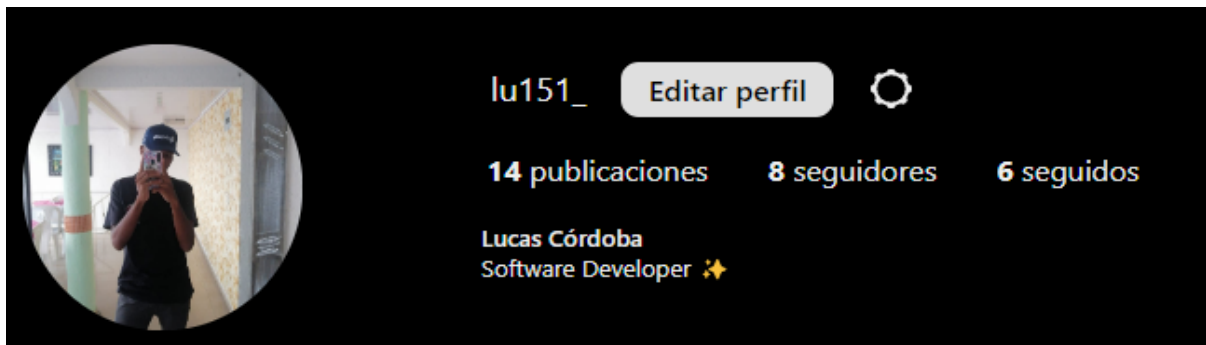 lu151_ Editar perfil
14 publicaciones 8 seguidores 6 seguidos
Lucas Córdoba
Software Developer ✨